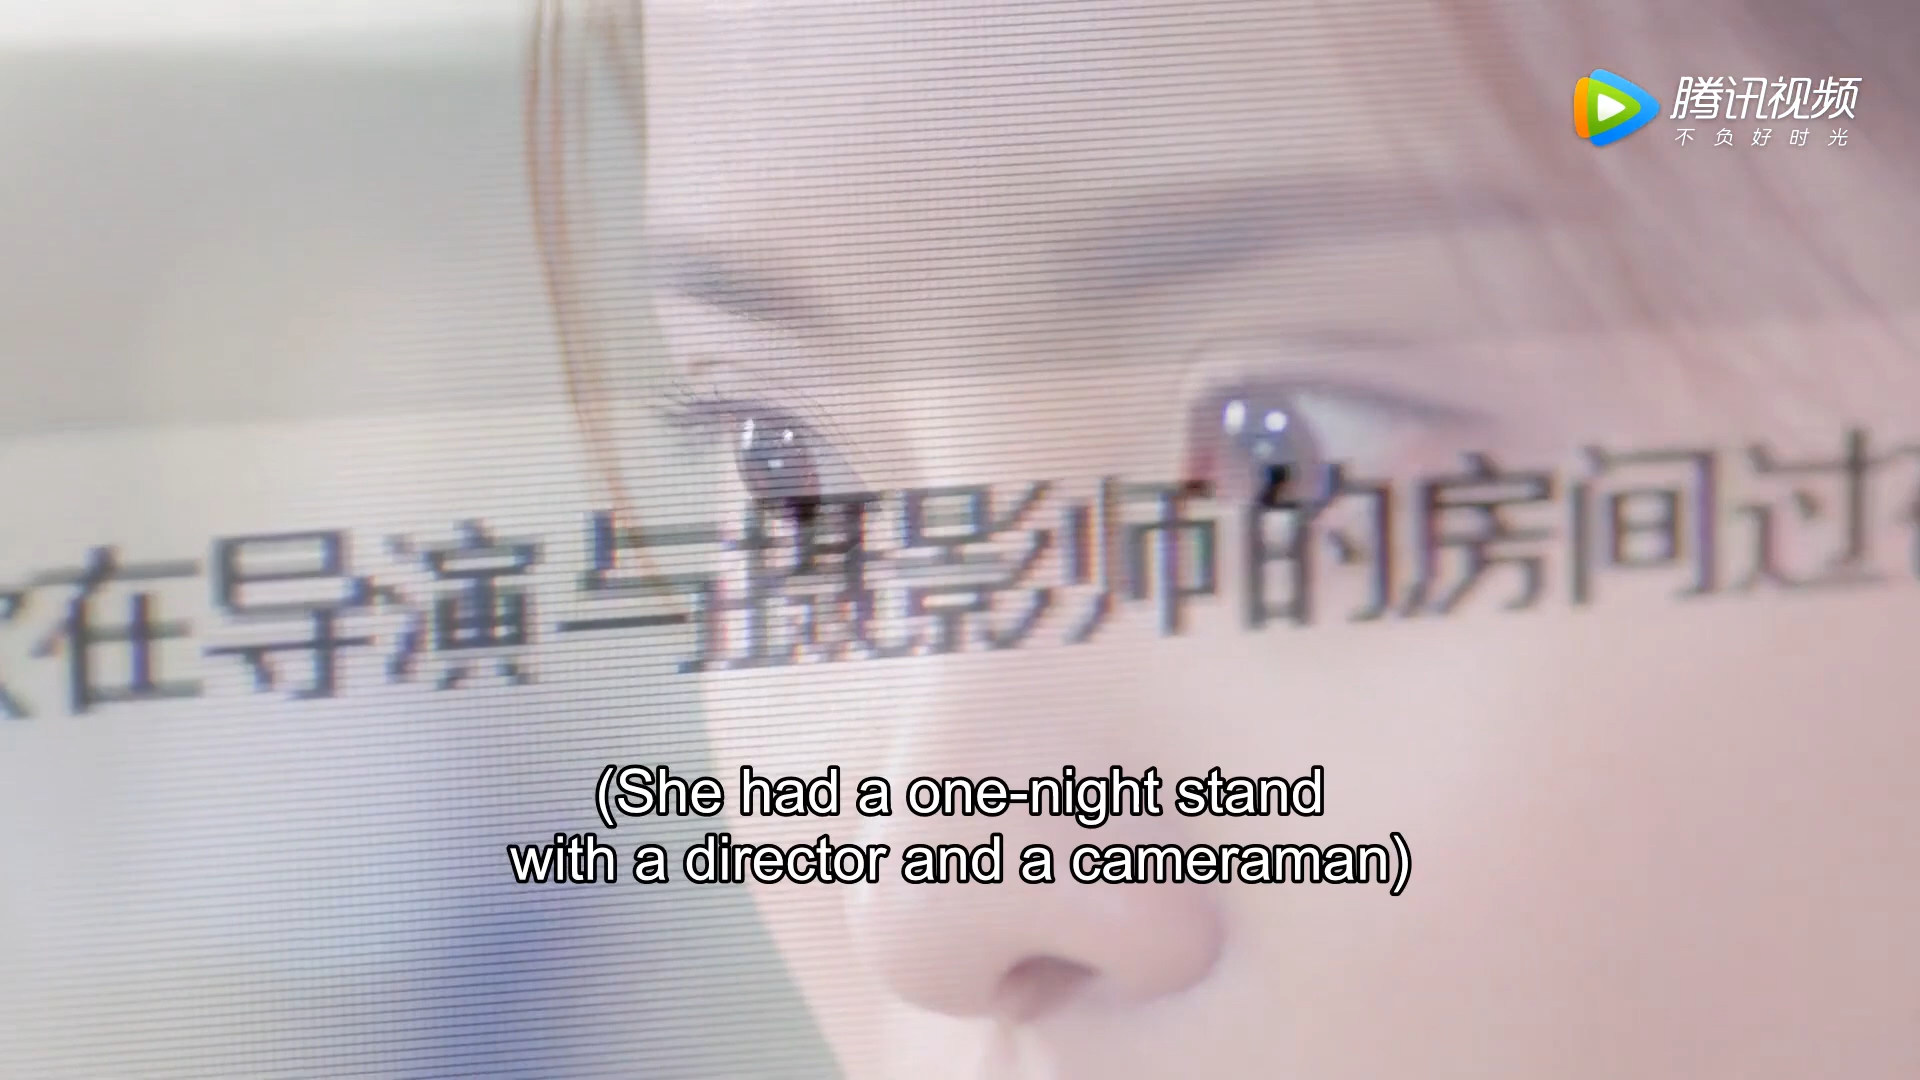 腾讯视频
不负好时光
在导演与摄影师的房间过
(She had a one-night stand
with a director and a cameraman)